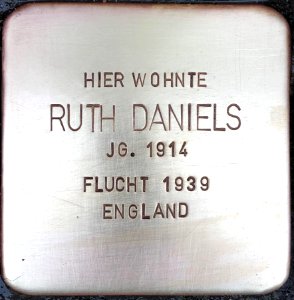 HIER WOHNTE
RUTH DANIELS
JG. 1914
FLUCHT 1939
ENGLAND